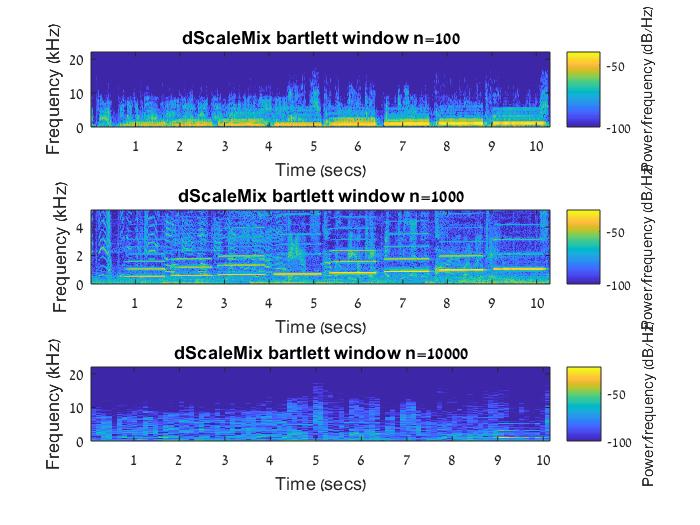 dScaleMix bartlett window n=100
Frequency (kHz)
20
10
0
1 2 3 4 5 6 7 8 9 10
Time (secs)
-50
-100
Power/frequency (dB/Hz)
dScaleMix bartlett window n=1000
Frequency (kHz)
4
2
0
1 2 3 4 5 6 7 8 9 10
Time (secs)
-50
-100
Power/frequency (dB/Hz)
dScaleMix bartlett window n=10000
Frequency (kHz)
20
10
0
1 2 3 4 5 6 7 8 9 10
Time (secs)
-50
-100
Power/frequency (dB/Hz)